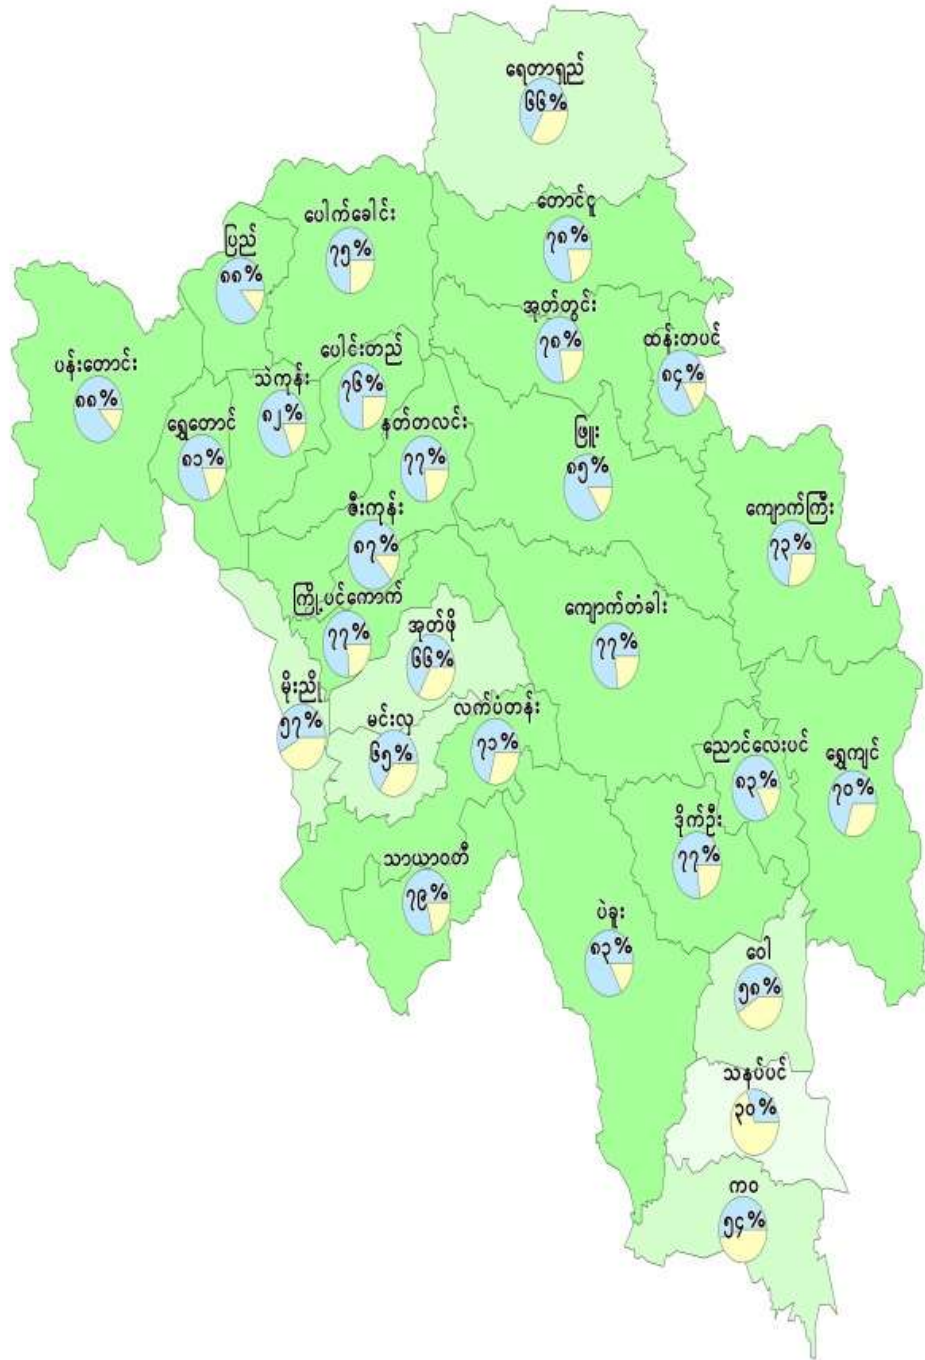 ရေတာရှည်
၆၆%
တောင်ငူ
၇၈%
ပေါက်ခေါင်း
၇၅%
ပြည်
၈၈%
အုတ်တွင်း
၇၈%
ထန်းတပင်
၈၄%
ပန်းတောင်း
၈၈%
ပေါင်းတည်
၇၆%
သဲကုန်း
၈၂%
ရွှေတောင်
၈၁%
နတ်တလင်း
၇၇%
ဖြူး
၈၅%
ကျောက်ကြီး
၇၃%
ဇီးကုန်း
၈၇%
ကြို့ပင်ကောက်
၇၇%
အုတ်ဖို
၆၆%
ကျောက်တံခါး
၇၇%
မိုးညို
၅၇%
မင်းလှ
၆၅%
လက်ပံတန်း
၇၁%
ညောင်လေးပင်
၈၃%
ရွှေကျင်
၇၀%
ဒိုက်ဦး
၇၇%
သာယာဝတီ
၇၉%
ပဲခူး
၈၃%
ဝေါ
၅၈%
သနပ်ပင်
၃၀%
ကဝ
၅၄%